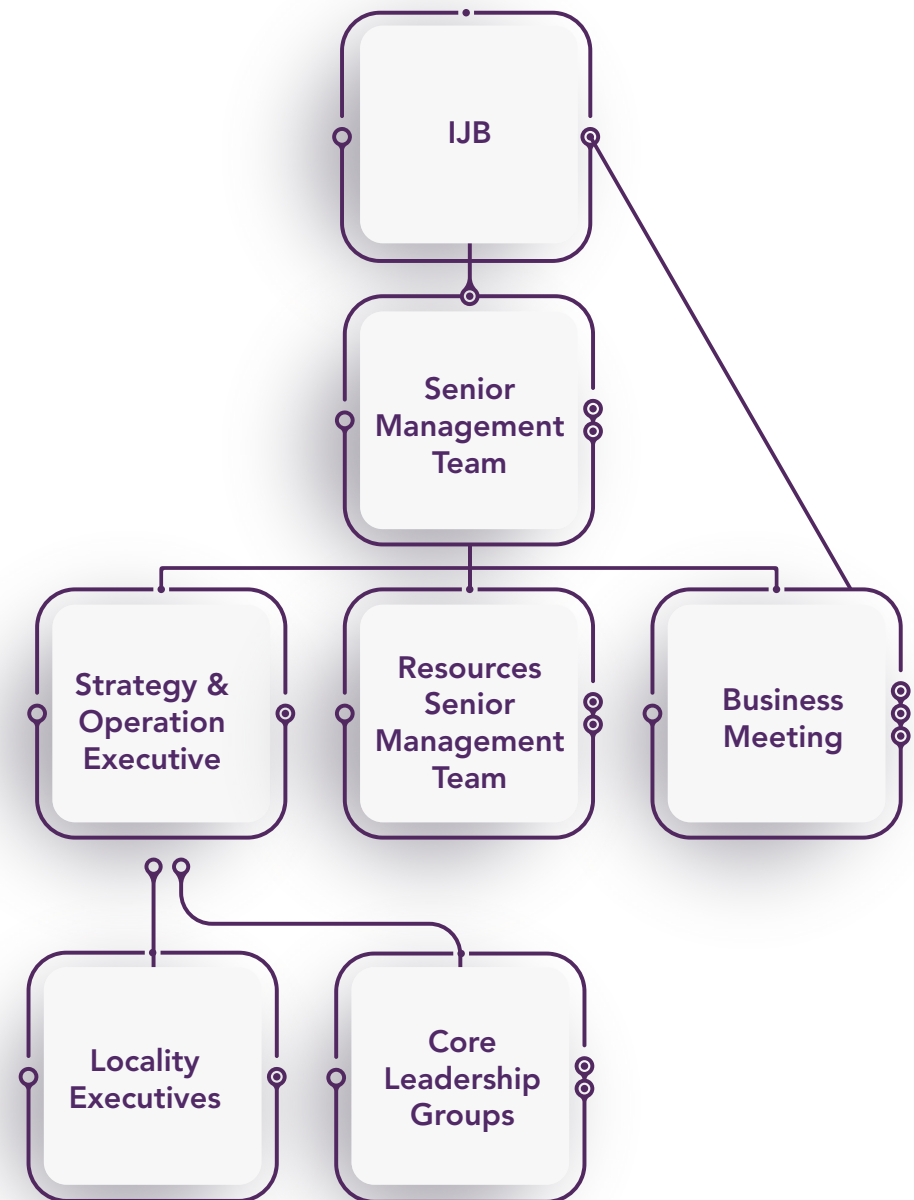 IJB
Senior
Management
Team
Strategy &
Operation
Executive
Resources
Senior
Management
Team
Business
Meeting
Locality
Executives
Core
Leadership
Groups